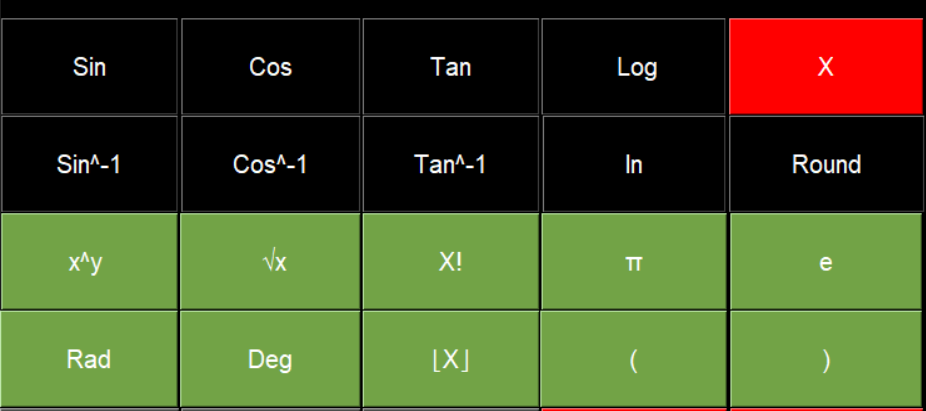 Sin Cos Tan Log X
Sin^-1 Cos^-1 Tan^-1 ln Round
x^y √x X! π e
Rad Deg ⌊X⌋ ( )